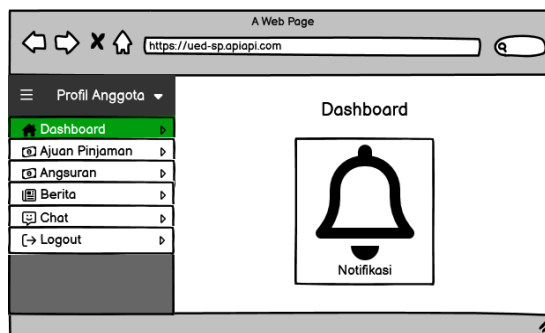 A Web Page
https://ued-sp.apiapi.com
Profil Anggota
Dashboard
Ajuan Pinjaman
Angsuran
Berita
Chat
Logout
Dashboard
Notifikasi